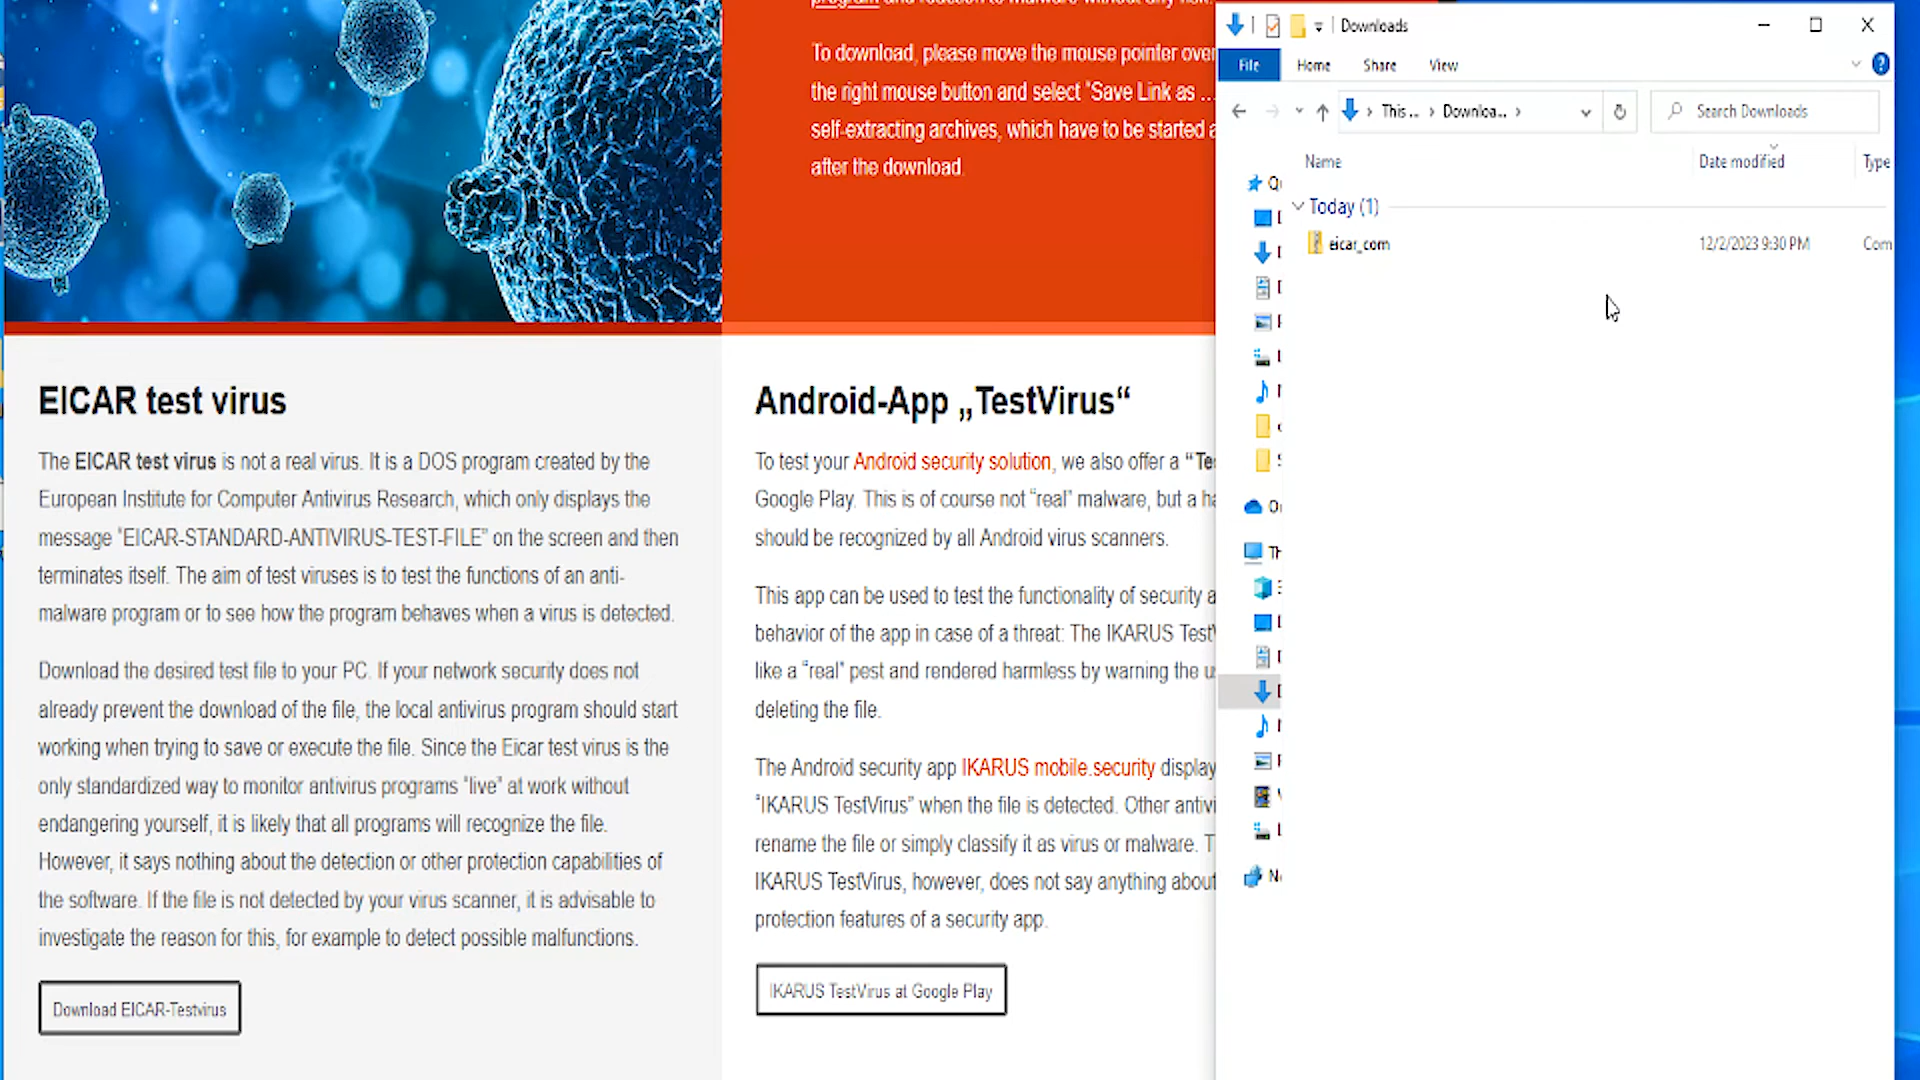 To download, please move the mouse pointer over
the right mouse button and select "Save Link as ...
self-extracting archives, which have to be started
after the download.
EICAR test virus
The EICAR test virus is not a real virus. It is a DOS program created by the
European Institute for Computer Antivirus Research, which only displays the
message "EICAR-STANDARD-ANTIVIRUS-TEST-FILE" on the screen and then
terminates itself. The aim of test viruses is to test the functions of an anti-
malware program or to see how the program behaves when a virus is detected.
Download the desired test file to your PC. If your network security does not
already prevent the download of the file, the local antivirus program should start
working when trying to save or execute the file. Since the Eicar test virus is the
only standardized way to monitor antivirus programs "live" at work without
endangering yourself, it is likely that all programs will recognize the file.
However, it says nothing about the detection or other protection capabilities of
the software. If the file is not detected by your virus scanner, it is advisable to
investigate the reason for this, for example to detect possible malfunctions.
Download EICAR-Testvirus
Android-App „TestVirus“
To test your Android security solution, we also offer a “Te
Google Play. This is of course not “real” malware, but a ha
should be recognized by all Android virus scanners.
This app can be used to test the functionality of security a
behavior of the app in case of a threat: The IKARUS Test
like a “real” pest and rendered harmless by warning the u
deleting the file.
The Android security app IKARUS mobile.security display
“IKARUS TestVirus” when the file is detected. Other antivi
rename the file or simply classify it as virus or malware. T
IKARUS TestVirus, however, does not say anything about
protection features of a security app.
IKARUS TestVirus at Google Play
Downloads
File Home Share View
This ... Downloa...
Search Downloads
Name Date modified Type
Today (1)
eicar_com 12/2/2023 9:30 PM Com